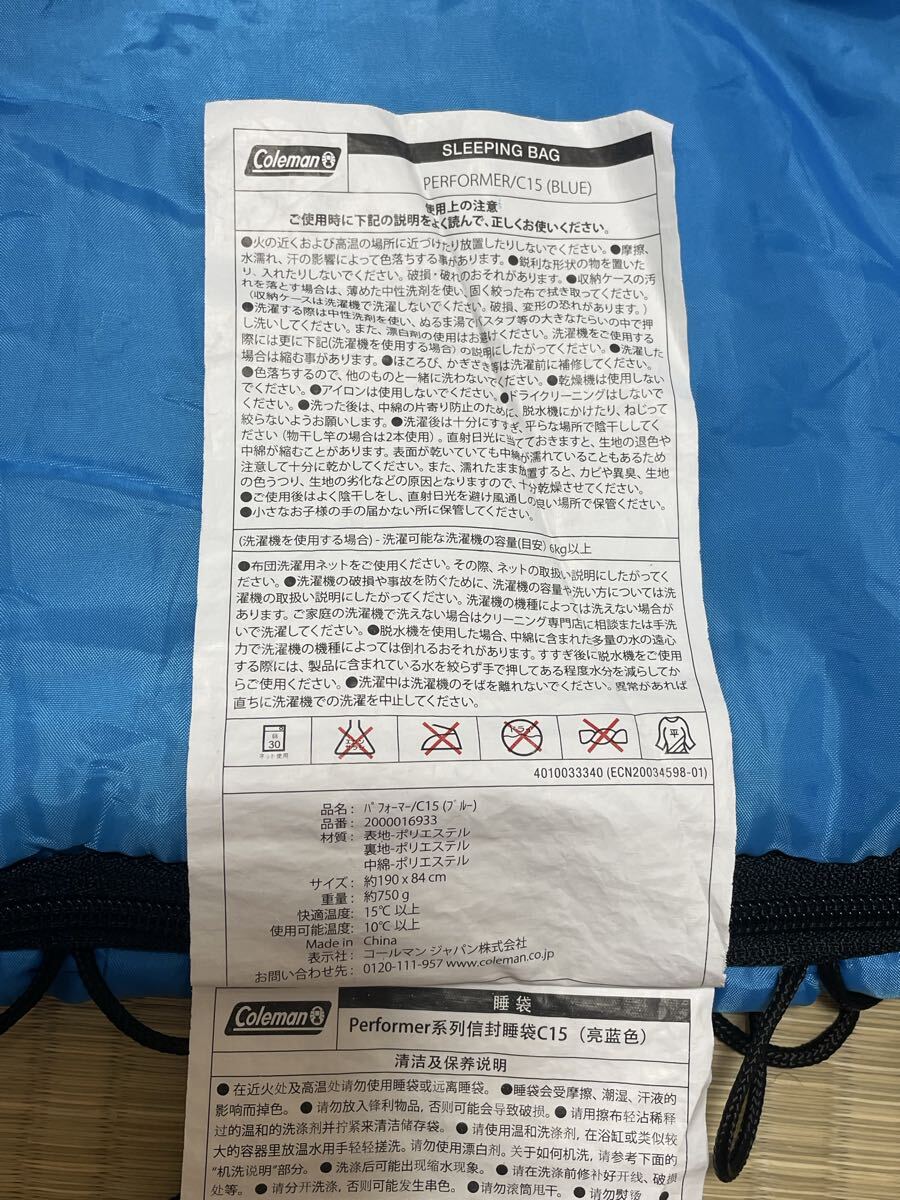 Coleman
SLEEPING BAG
PERFORMER/C15 (BLUE)
使用上の注意
ご使用時に下記の説明をよく読んで、正しくお使いください。
●火の近くおよび高温の場所に近づけたり放置したりしないでください。●摩擦、
水濡れ、汗の影響によって色落ちする事があります。●鋭利な形状の物を置いた
り、入れたりしないでください。破損・破れのおそれがあります。●収納ケースの汚
れを落とす場合は、薄めた中性洗剤を使い、固く絞った布で拭き取ってください。
（収納ケースは洗濯機で洗濯しないでください。破損、変形の恐れがあります。）
●洗濯する際は中性洗剤を使い、ぬるま湯でバスタブ等の大きなたらいの中で押
し洗いしてください。また、漂白剤の使用はお避けください。洗濯機をご使用する
際には更に下記(洗濯機を使用する場合)の説明にしたがってください。●洗濯した
場合は縮む事があります。●ほころび、かぎざき等は洗濯前に補修してください。
●色落ちするので、他のものと一緒に洗わないでください。●乾燥機は使用しない
でください。●アイロンは使用しないでください。●ドライクリーニングはしないで
ください。●洗った後は、中綿の片寄り防止のために、脱水機にかけたり、ねじって
絞らないようお願いします。●洗濯後は十分にすすぎ、平らな場所で陰干ししてく
ださい（物干し竿の場合は2本使用）。直射日光に当てておきますと、生地の退色や
中綿が縮むことがあります。表面が乾いていても中綿が濡れていることもあるため
注意して十分に乾かしてください。また、濡れたまま放置すると、カビや異臭、生地
の色うつり、生地の劣化などの原因となりますので、十分乾燥させてください。
●ご使用後はよく陰干しをし、直射日光を避け風通しの良い場所で保管ください。
●小さなお子様の手の届かない所に保管してください。
(洗濯機を使用する場合) - 洗濯可能な洗濯機の容量(目安) 6kg以上
●布団洗濯用ネットをご使用ください。その際、ネットの取扱い説明にしたがってく
ださい。●洗濯機の破損や事故を防ぐために、洗濯機の容量や洗い方については洗
濯機の取扱い説明にしたがってください。洗濯機の機種によっては洗えない場合が
あります。ご家庭の洗濯機で洗えない場合はクリーニング専門店に相談または手洗
いで洗濯してください。●脱水機を使用した場合、中綿に含まれた多量の水の遠心
力で洗濯機の機種によっては倒れるおそれがあります。すすぎ後に脱水機をご使用
する際には、製品に含まれている水を絞らず手で押してある程度水分を減らしてか
らご使用ください。●洗濯中は洗濯機のそばを離れないでください。異常があれば
直ちに洗濯機での洗濯を中止してください。
弱 30 ネット使用 エンソサラシ ドライ 平
4010033340 (ECN20034598-01)
品名： パフォーマー/C15 (ブルー)
品番： 2000016933
材質： 表地-ポリエステル
裏地-ポリエステル
中綿-ポリエステル
サイズ： 約190 x 84 cm
重量： 約750 g
快適温度： 15℃ 以上
使用可能温度： 10℃ 以上
Made in China
表示社： コールマン ジャパン株式会社
お問い合わせ先： 0120-111-957 www.coleman.co.jp
Coleman
睡袋
Performer系列信封睡袋C15（亮蓝色）
清洁及保养说明
● 在近火处及高温处请勿使用睡袋或远离睡袋。 ●睡袋会受摩擦、潮湿、汗液的
影响而掉色。 ● 请勿放入锋利物品，否则可能会导致破损。 ● 请用擦布轻沾稀释
过的温和的洗涤剂并拧紧来清洁储存袋。 ● 请使用温和洗涤剂，在浴缸或类似较
大的容器里放温水用手轻轻搓洗。请勿使用漂白剂。关于如何机洗，请参考下面的
“机洗说明”部分。 ● 洗涤后可能出现缩水现象。 ● 请在洗涤前修补好开线、破损
处等。 ● 请分开洗涤，否则可能发生串色。 ●请勿滚筒甩干。 ● 请勿熨烫